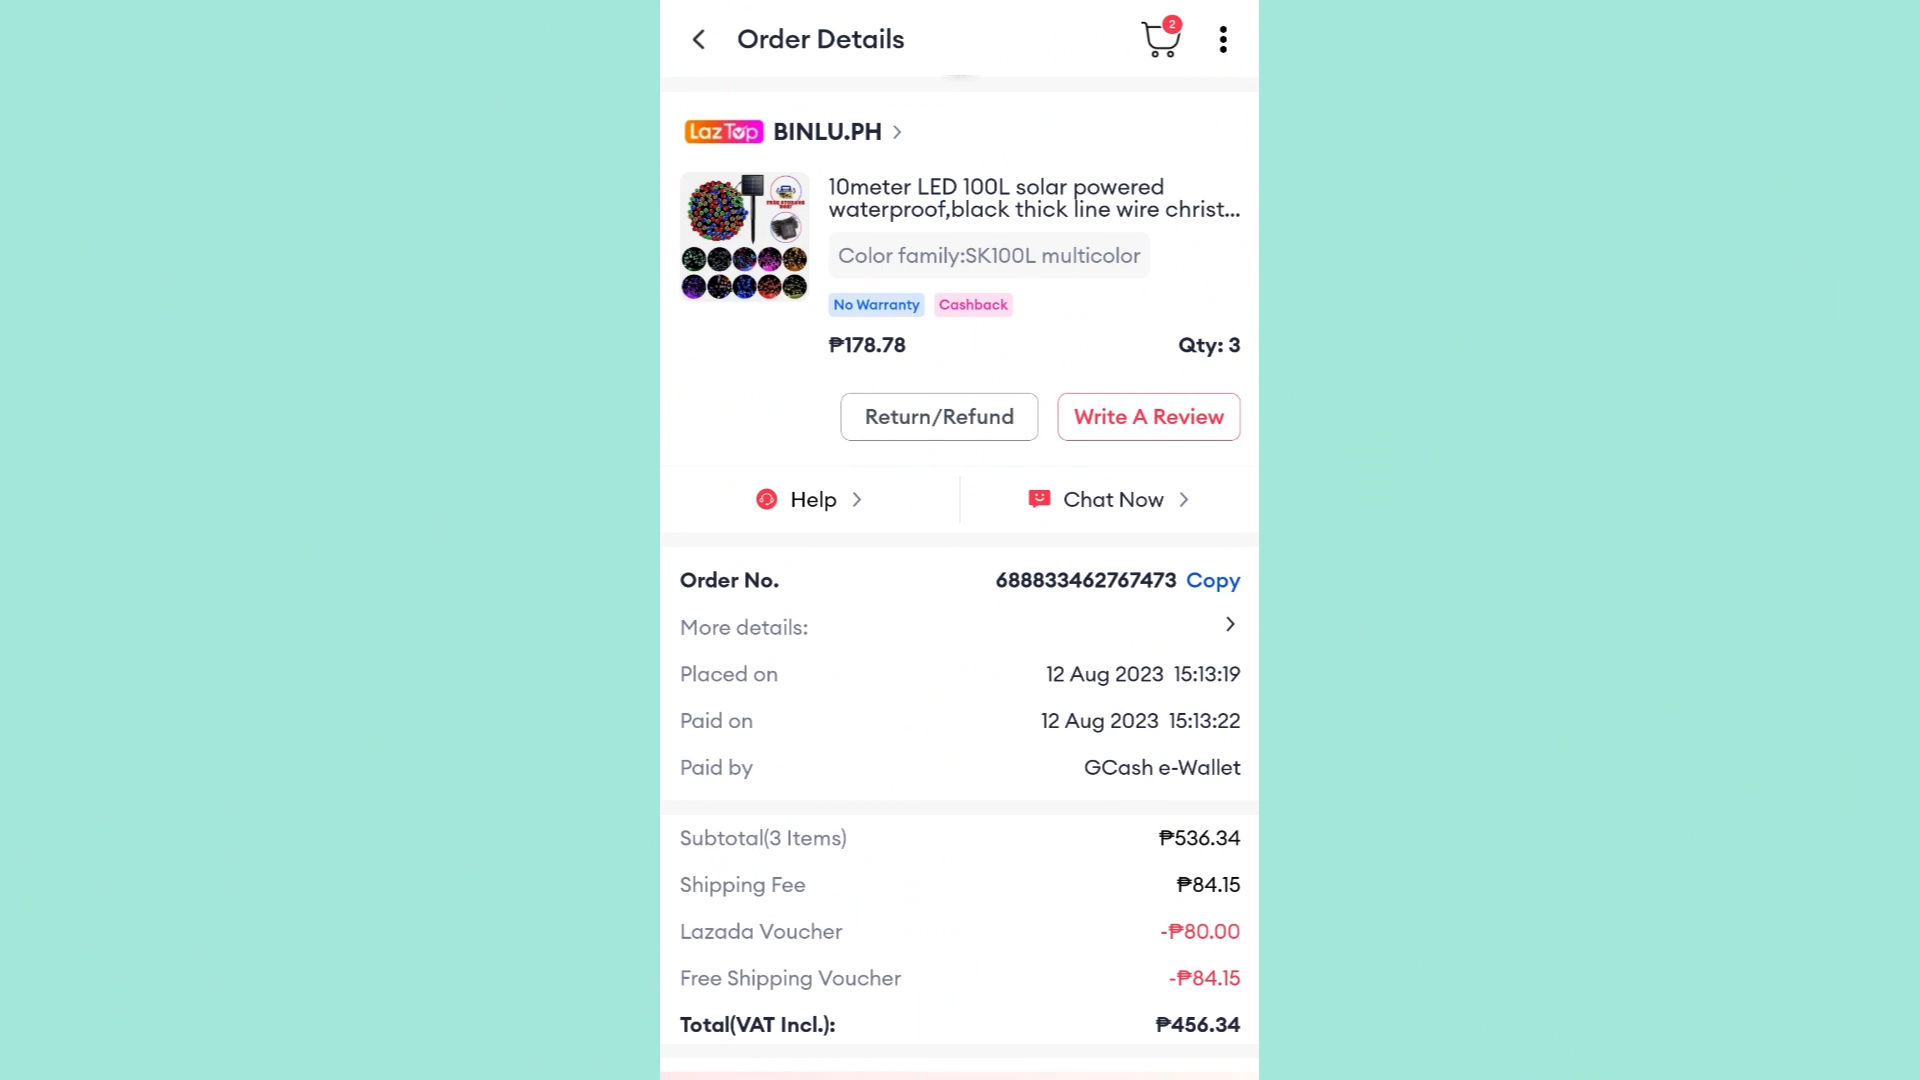 Order Details
2
LazTop BINLU.PH
10meter LED 100L solar powered
waterproof,black thick line wire christ...
Color family:SK100L multicolor
No Warranty Cashback
₱178.78 Qty: 3
Return/Refund Write A Review
Help Chat Now
Order No. 688833462767473 Copy
More details:
Placed on 12 Aug 2023 15:13:19
Paid on 12 Aug 2023 15:13:22
Paid by GCash e-Wallet
Subtotal(3 Items) ₱536.34
Shipping Fee ₱84.15
Lazada Voucher -₱80.00
Free Shipping Voucher -₱84.15
Total(VAT Incl.): ₱456.34